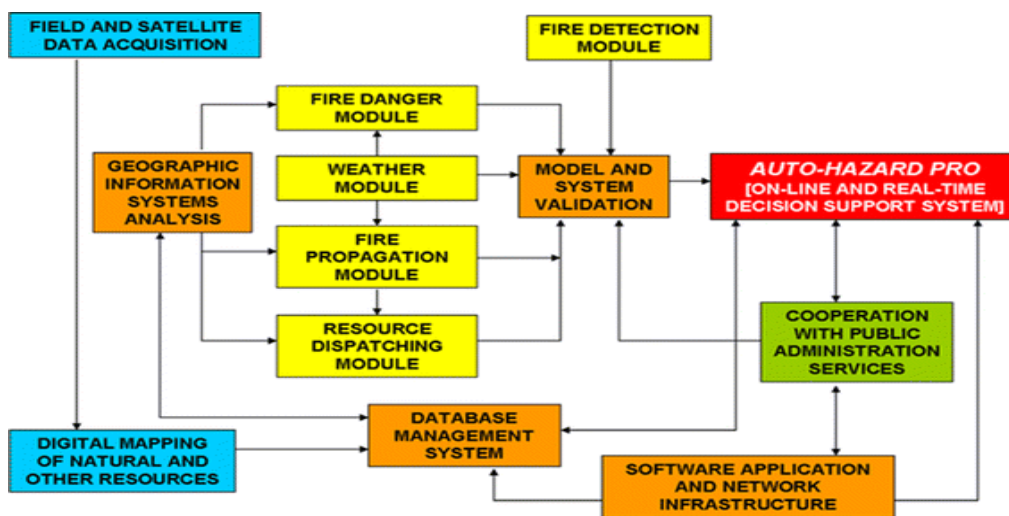 FIELD AND SATELLITE
DATA ACQUISITION
FIRE DETECTION
MODULE
FIRE DANGER
MODULE
GEOGRAPHIC
INFORMATION
SYSTEMS
ANALYSIS
WEATHER
MODULE
MODEL AND
SYSTEM
VALIDATION
AUTO-HAZARD PRO
[ON-LINE AND REAL-TIME
DECISION SUPPORT SYSTEM]
FIRE
PROPAGATION
MODULE
RESOURCE
DISPATCHING
MODULE
COOPERATION
WITH PUBLIC
ADMINISTRATION
SERVICES
DATABASE
MANAGEMENT
SYSTEM
DIGITAL MAPPING
OF NATURAL AND
OTHER RESOURCES
SOFTWARE APPLICATION
AND NETWORK
INFRASTRUCTURE